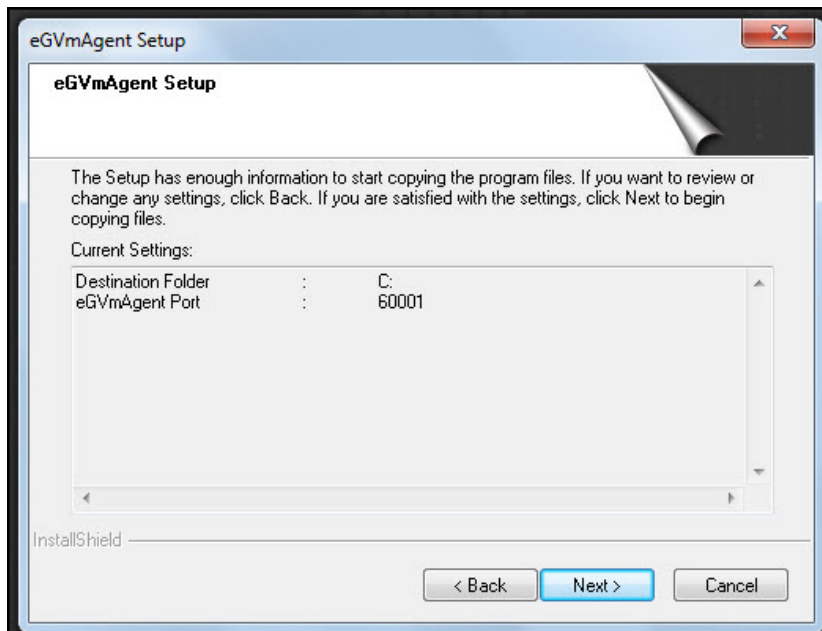 eGVmAgent Setup
eGVmAgent Setup
The Setup has enough information to start copying the program files. If you want to review or
change any settings, click Back. If you are satisfied with the settings, click Next to begin
copying files.
Current Settings:
Destination Folder : C:
eGVmAgent Port : 60001
InstallShield
< Back Next > Cancel